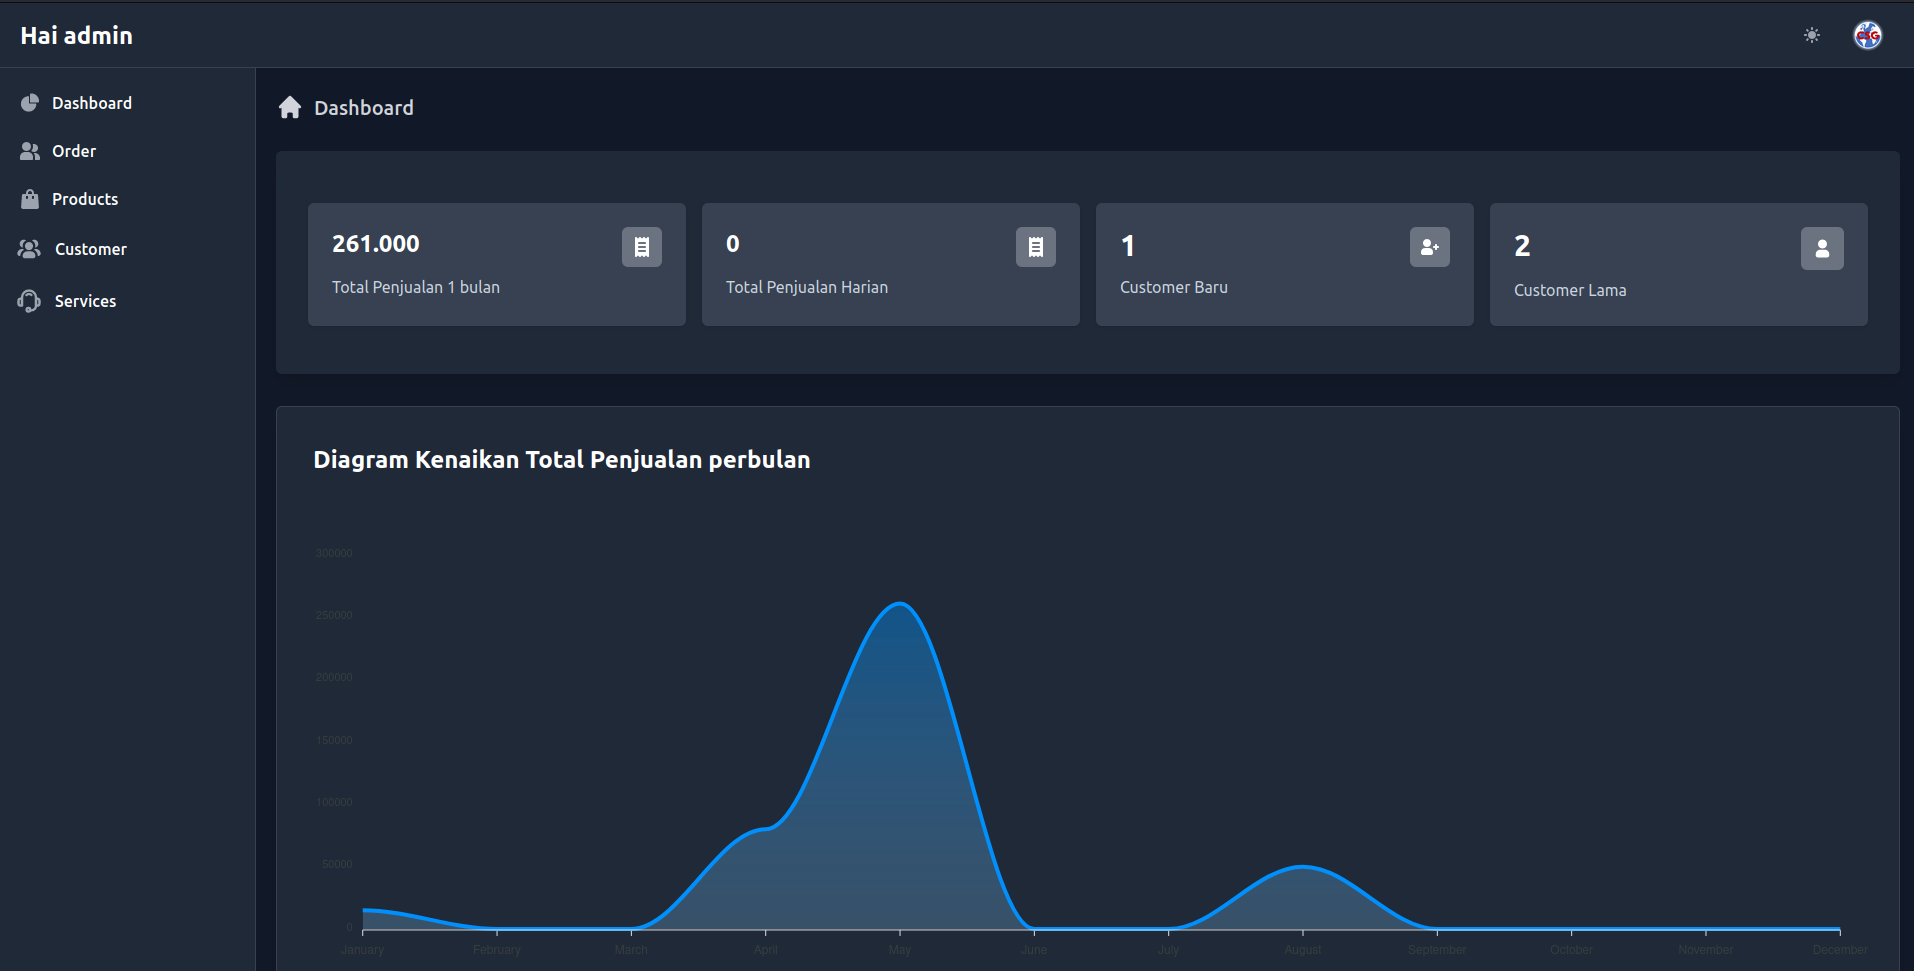 Hai admin
CSG
Dashboard
Order
Products
Customer
Services
Dashboard
261.000
Total Penjualan 1 bulan
0
Total Penjualan Harian
1
Customer Baru
2
Customer Lama
Diagram Kenaikan Total Penjualan perbulan
300000
250000
200000
150000
100000
50000
0
January February March April May June July August September October November December